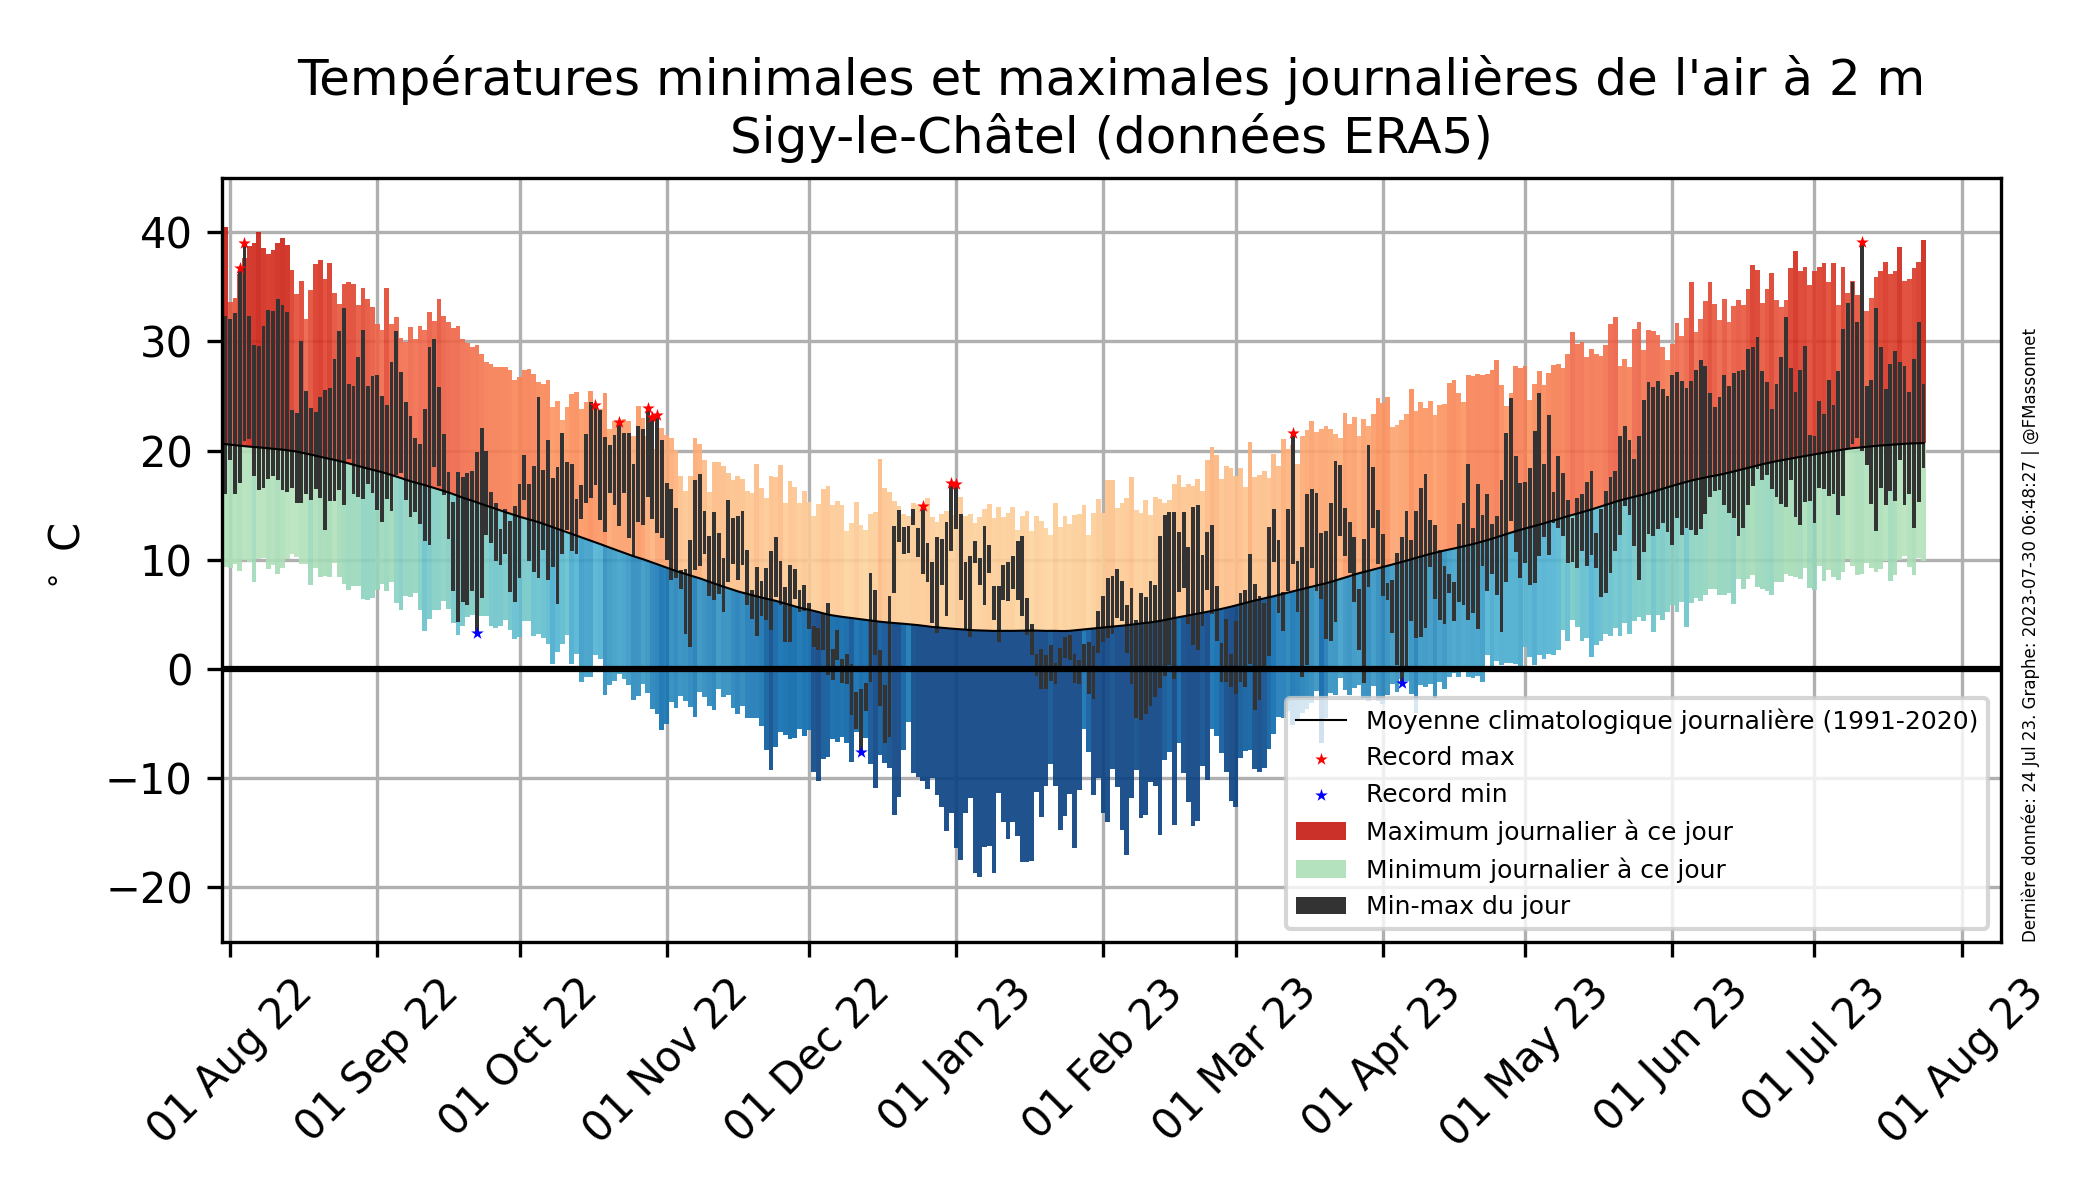 Températures minimales et maximales journalières de l'air à 2 m
Sigy-le-Châtel (données ERA5)
° C
40
30
20
10
0
−10
−20
Moyenne climatologique journalière (1991-2020)
Record max
Record min
Maximum journalier à ce jour
Minimum journalier à ce jour
Min-max du jour
01 Aug 22
01 Sep 22
01 Oct 22
01 Nov 22
01 Dec 22
01 Jan 23
01 Feb 23
01 Mar 23
01 Apr 23
01 May 23
01 Jun 23
01 Jul 23
01 Aug 23
Dernière donnée: 24 Jul 23. Graphe: 2023-07-30 06:48:27 | @FMassonnet